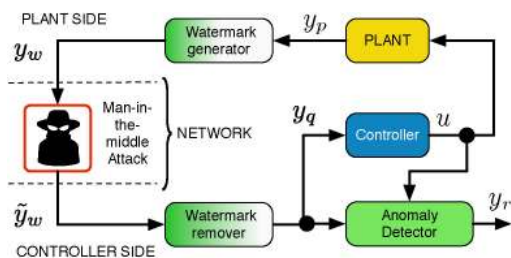 PLANT SIDE
Watermark
generator
y_p
PLANT
y_w
Man-in-
the-
middle
Attack
NETWORK
y_q
Controller
u
ỹ_w
Watermark
remover
Anomaly
Detector
y_r
CONTROLLER SIDE